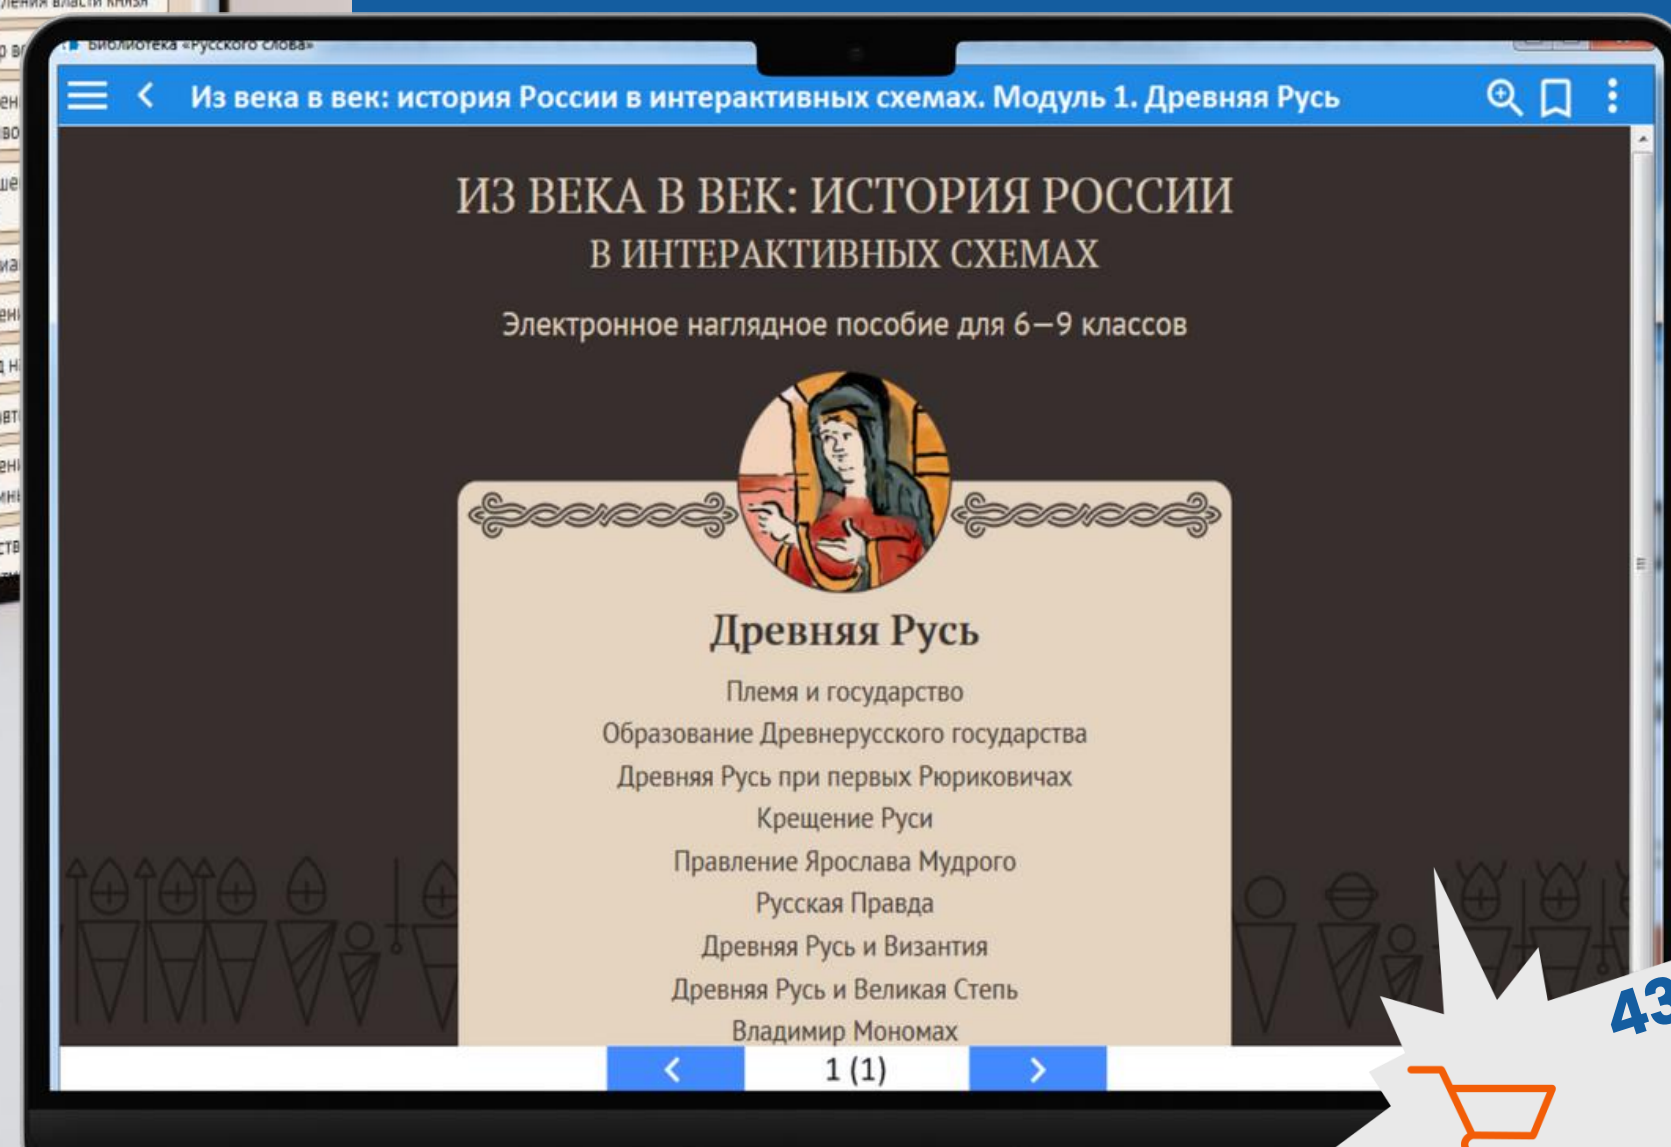 власти князя
Библиотека «Русского слова»
Из века в век: история России в интерактивных схемах. Модуль 1. Древняя Русь
ИЗ ВЕКА В ВЕК: ИСТОРИЯ РОССИИ
В ИНТЕРАКТИВНЫХ СХЕМАХ
Электронное наглядное пособие для 6—9 классов
Древняя Русь
Племя и государство
Образование Древнерусского государства
Древняя Русь при первых Рюриковичах
Крещение Руси
Правление Ярослава Мудрого
Русская Правда
Древняя Русь и Византия
Древняя Русь и Великая Степь
Владимир Мономах
1 (1)
43